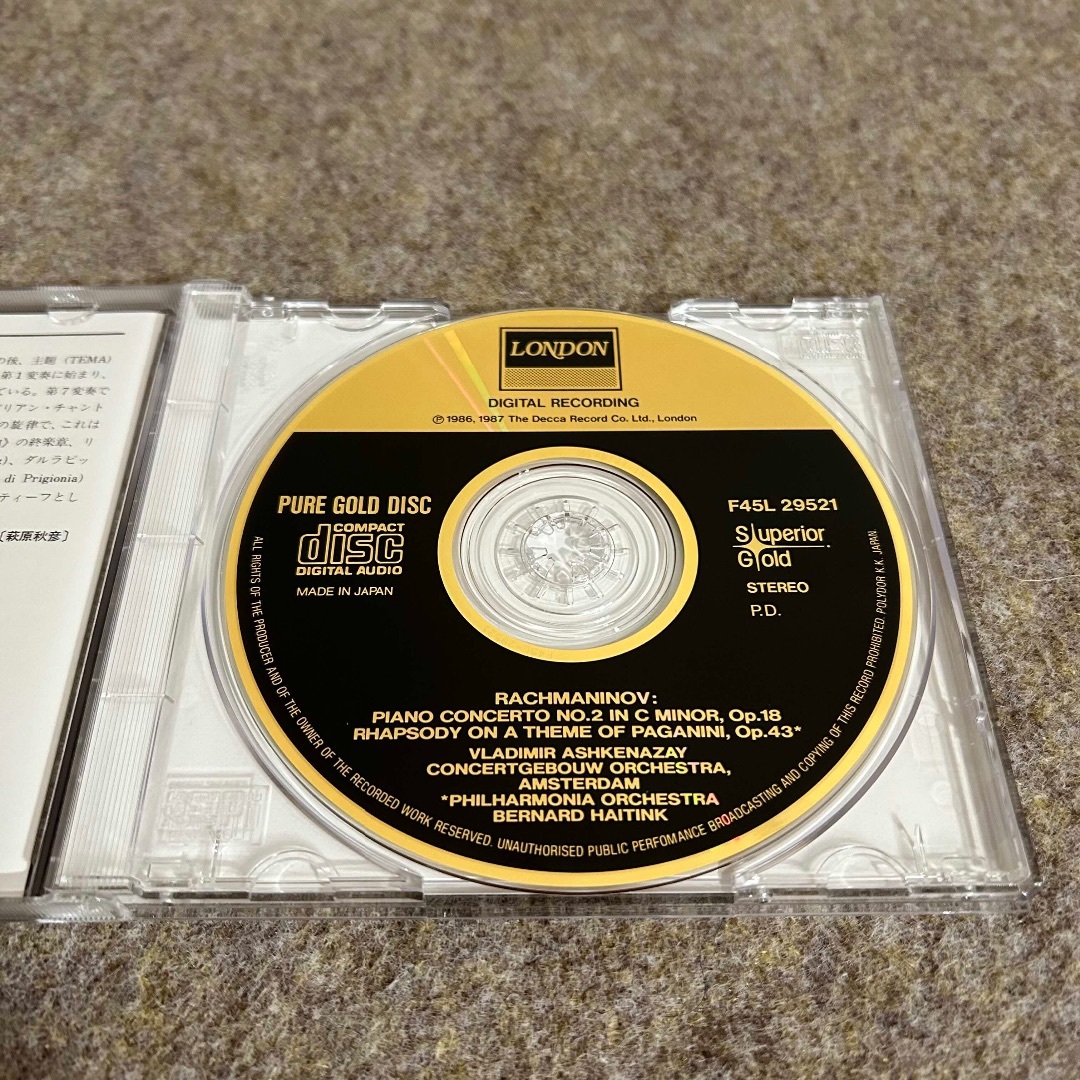 の後，主題（TEMA）
第1変奏に始まり，
ている。第7変奏で
ゴリアン・チャント
の旋律で，これは
》の終楽章，リ
、ダルラピッ
di Prigionia)
ティーフとし
［萩原秋彦］
LONDON
DIGITAL RECORDING
℗ 1986, 1987 The Decca Record Co. Ltd., London
PURE GOLD DISC
COMPACT
disc
DIGITAL AUDIO
MADE IN JAPAN
F45L 29521
Superior
Gold
STEREO
P.D.
RACHMANINOV:
PIANO CONCERTO NO.2 IN C MINOR, Op.18
RHAPSODY ON A THEME OF PAGANINI, Op.43*
VLADIMIR ASHKENAZAY
CONCERTGEBOUW ORCHESTRA,
AMSTERDAM
*PHILHARMONIA ORCHESTRA
BERNARD HAITINK
ALL RIGHTS OF THE PRODUCER AND OF THE OWNER OF THE RECORDED WORK RESERVED. UNAUTHORISED PUBLIC PERFOMANCE BROADCASTING AND COPYING OF THIS RECORD PROHIBITED. POLYDOR K.K. JAPAN.